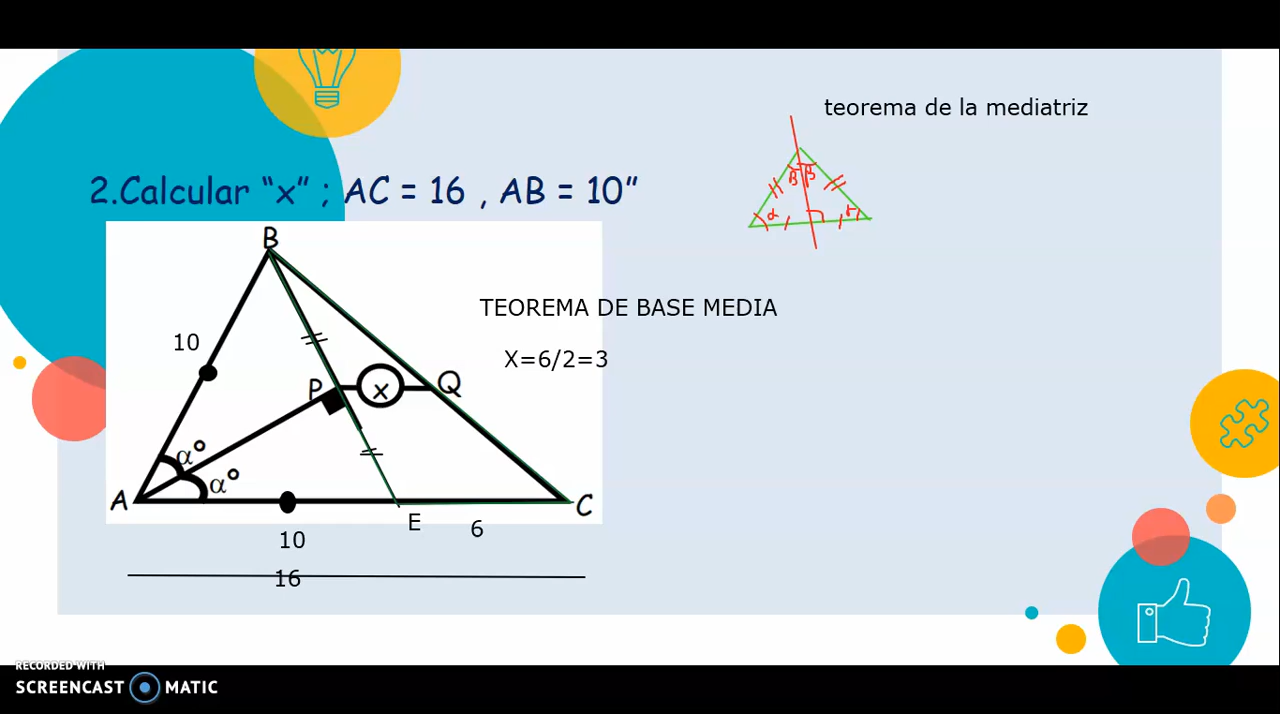 teorema de la mediatriz
2.Calcular “x” ; AC = 16 , AB = 10”
β β
α γ
B
TEOREMA DE BASE MEDIA
10
X=6/2=3
P x Q
α°
α°
A C
E
6
10
16
RECORDED WITH
SCREENCAST MATIC